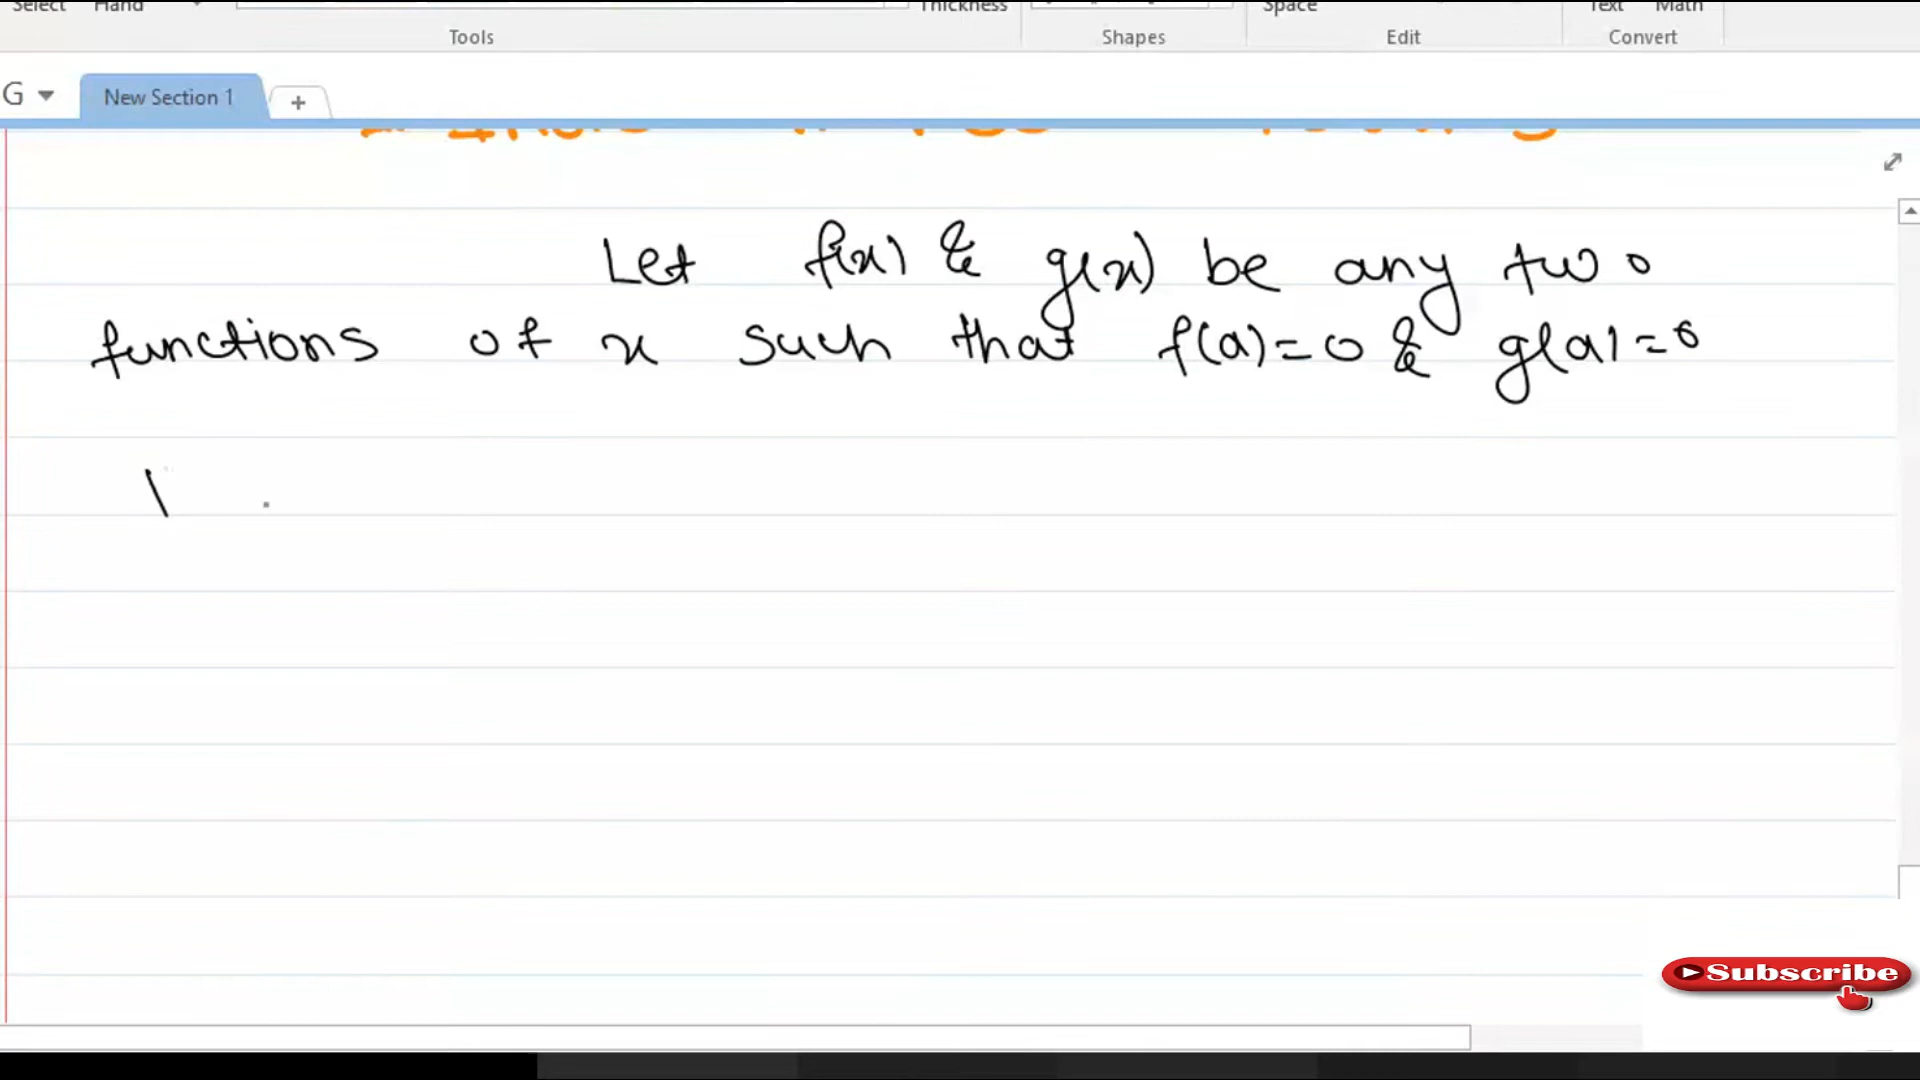 Select Hand Thickness Space Text Math
Tools Shapes Edit Convert
G New Section 1 +
Let f(x) & g(x) be any two
functions of x such that f(a)=0 & g(a)=0
Subscribe